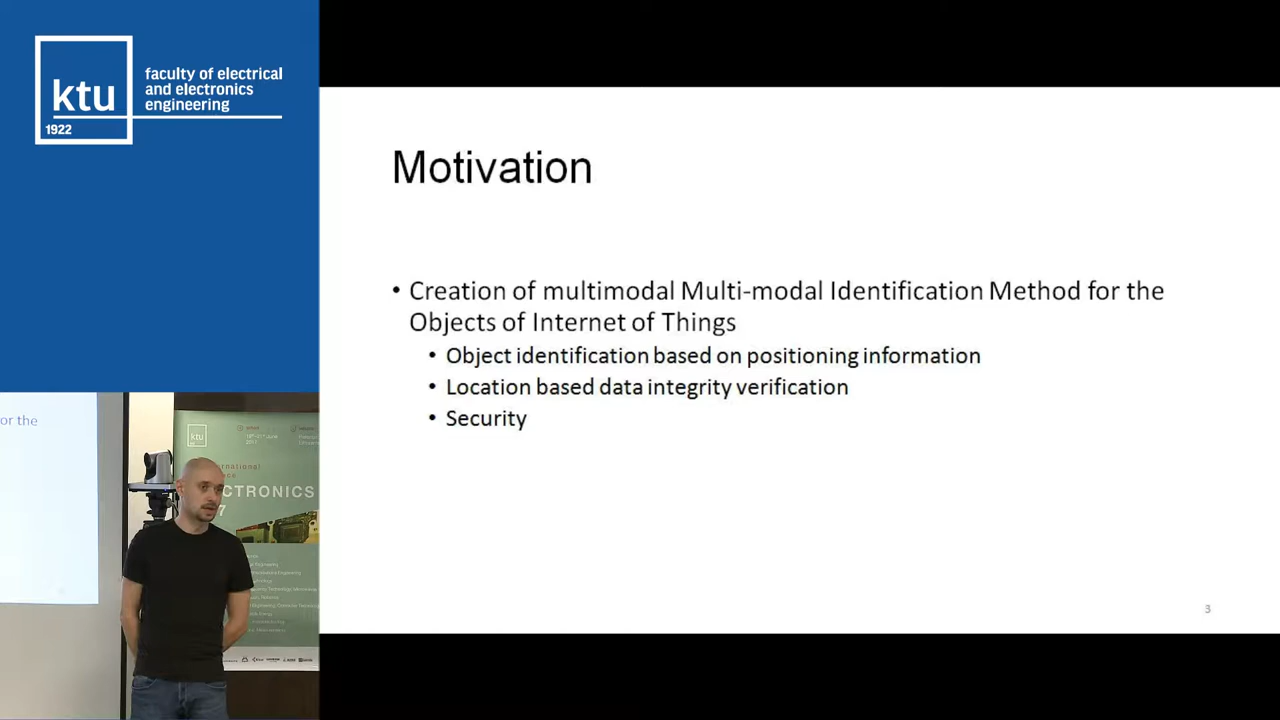 ktu
1922
faculty of electrical
and electronics
engineering
Motivation
• Creation of multimodal Multi-modal Identification Method for the
Objects of Internet of Things
• Object identification based on positioning information
• Location based data integrity verification
• Security
3
or the
ktu
CTRONICS